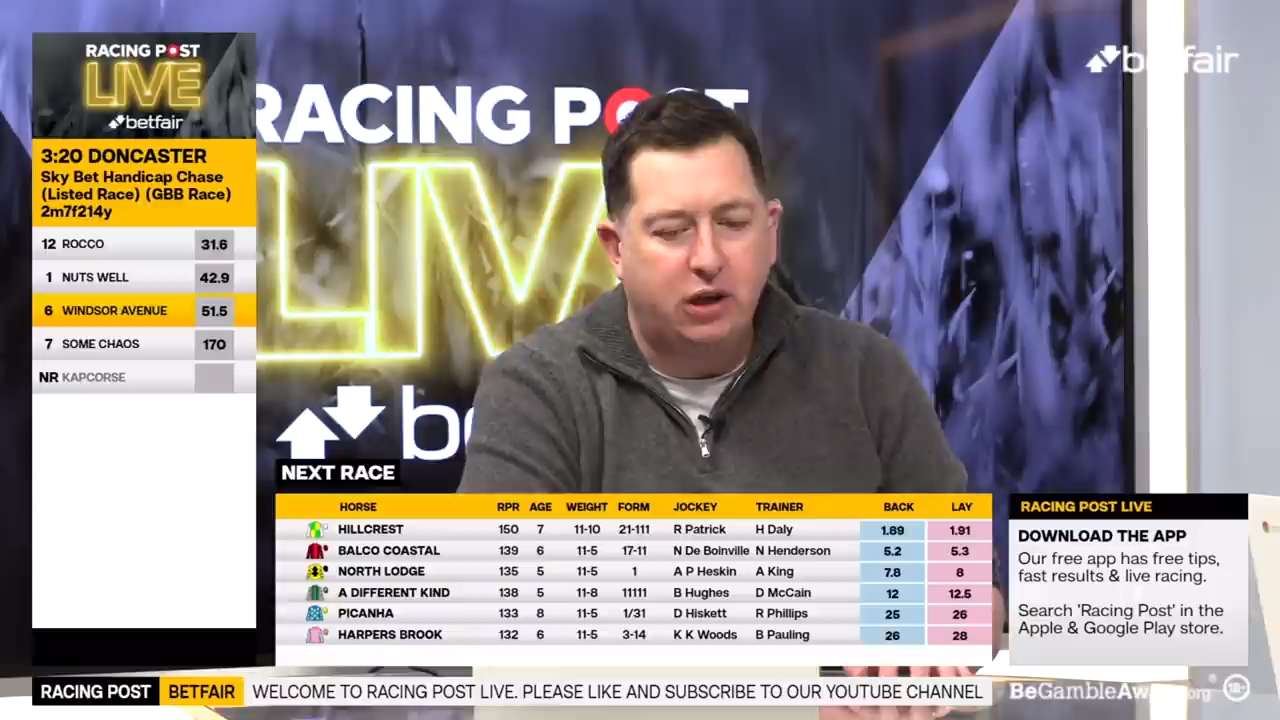 RACING POST
LIVE
betfair
3:20 DONCASTER
Sky Bet Handicap Chase
(Listed Race) (GBB Race)
2m7f214y
12 ROCCO 31.6
1 NUTS WELL 42.9
6 WINDSOR AVENUE 51.5
7 SOME CHAOS 170
NR KAPCORSE
RACING POST
LIV
be
betfair
NEXT RACE
HORSE RPR AGE WEIGHT FORM JOCKEY TRAINER BACK LAY
HILLCREST 150 7 11-10 21-111 R Patrick H Daly 1.89 1.91
BALCO COASTAL 139 6 11-5 17-11 N De Boinville N Henderson 5.2 5.3
NORTH LODGE 135 5 11-5 1 A P Heskin A King 7.8 8
A DIFFERENT KIND 138 5 11-8 11111 B Hughes D McCain 12 12.5
PICANHA 133 8 11-5 1/31 D Hiskett R Phillips 25 26
HARPERS BROOK 132 6 11-5 3-14 K K Woods B Pauling 26 28
RACING POST LIVE
DOWNLOAD THE APP
Our free app has free tips,
fast results & live racing.
Search 'Racing Post' in the
Apple & Google Play store.
RACING POST BETFAIR WELCOME TO RACING POST LIVE. PLEASE LIKE AND SUBSCRIBE TO OUR YOUTUBE CHANNEL
BeGambleAware.org 18+